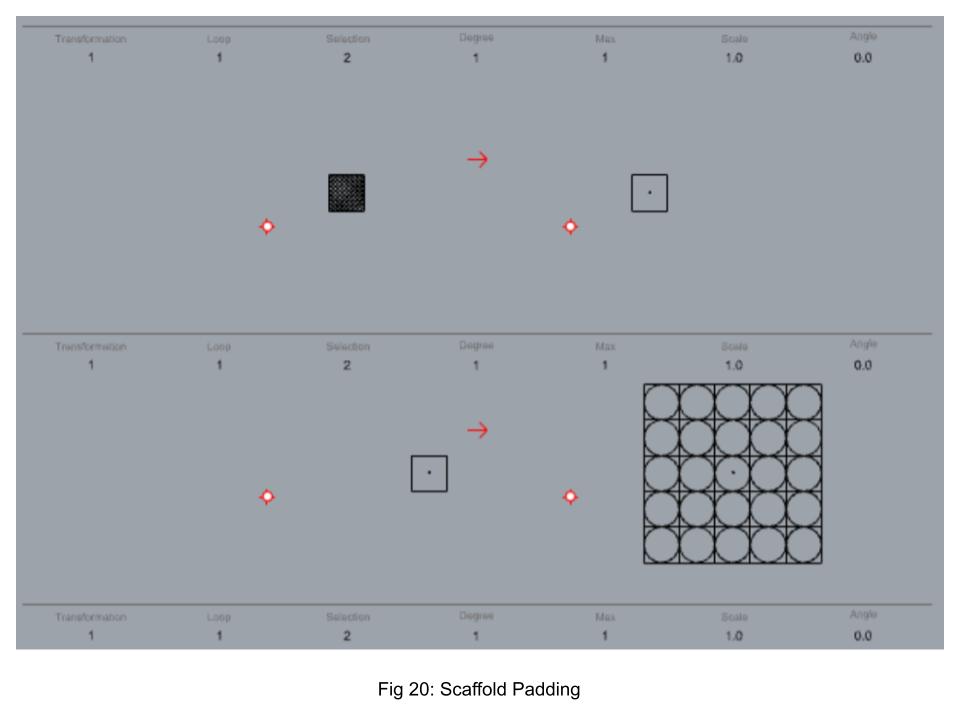 Transformation Loop Selection Degree Max Scale Angle
1 1 2 1 1 1.0 0.0
Transformation Loop Selection Degree Max Scale Angle
1 1 2 1 1 1.0 0.0
Transformation Loop Selection Degree Max Scale Angle
1 1 2 1 1 1.0 0.0
Fig 20: Scaffold Padding